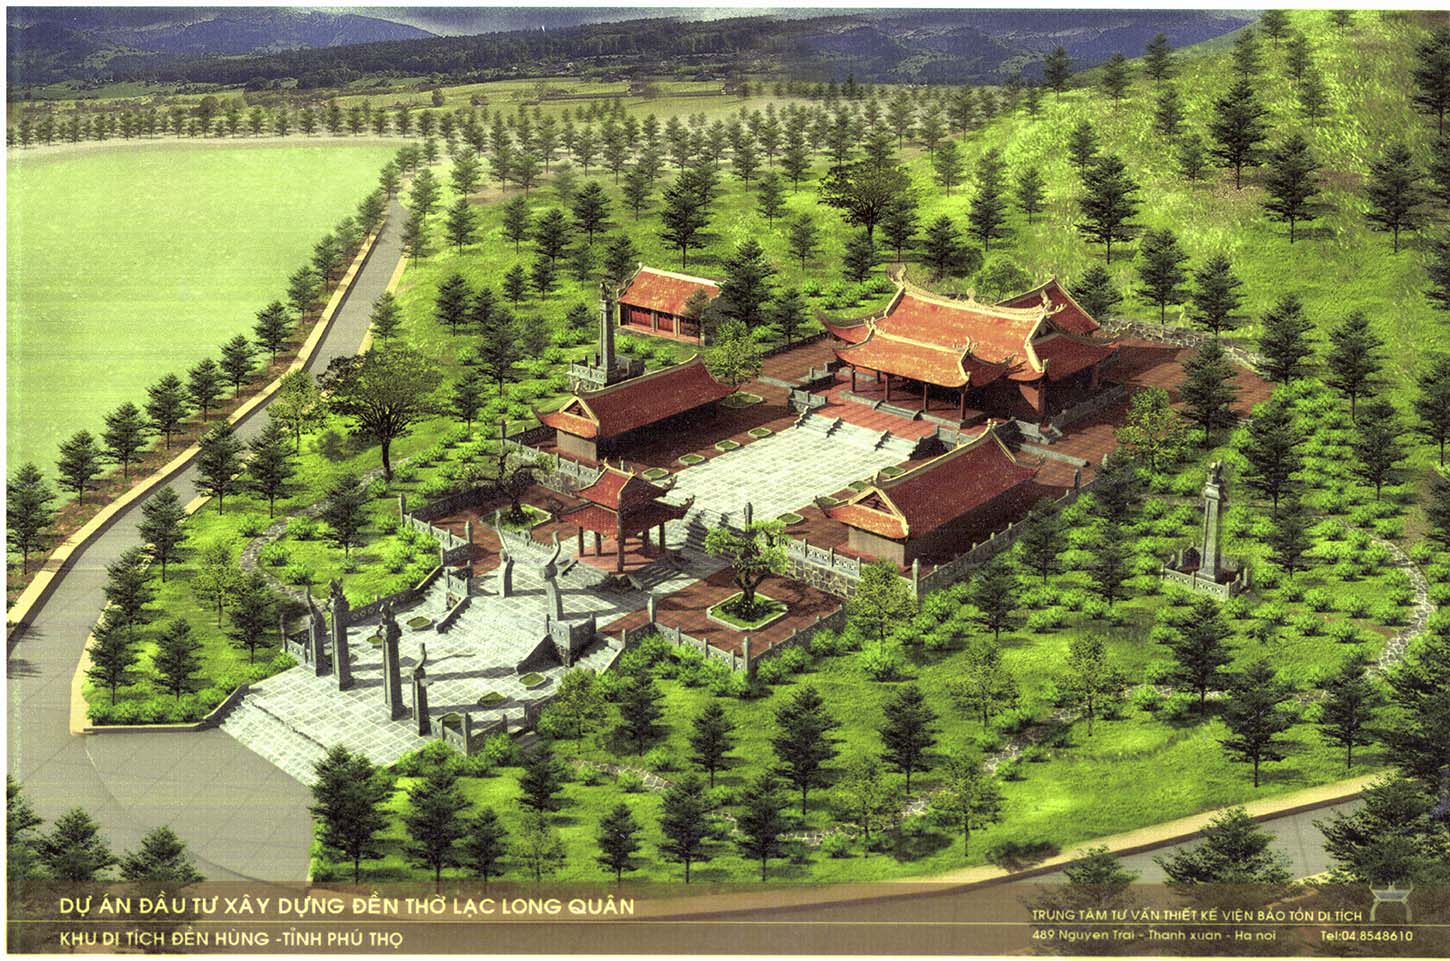 DỰ ÁN ĐẦU TƯ XÂY DỰNG ĐỀN THỜ LẠC LONG QUÂN
KHU DI TÍCH ĐỀN HÙNG -TỈNH PHÚ THỌ
TRUNG TÂM TƯ VẤN THIẾT KẾ VIỆN BẢO TỒN DI TÍCH
489 Nguyen Trai - Thanh xuan - Ha noi Tel:04.8548610